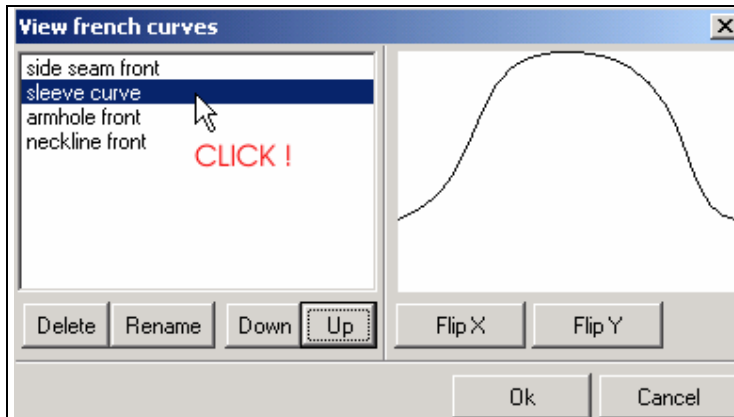 View french curves
side seam front
sleeve curve
armhole front
neckline front
CLICK !
Delete Rename Down Up Flip X Flip Y
Ok Cancel